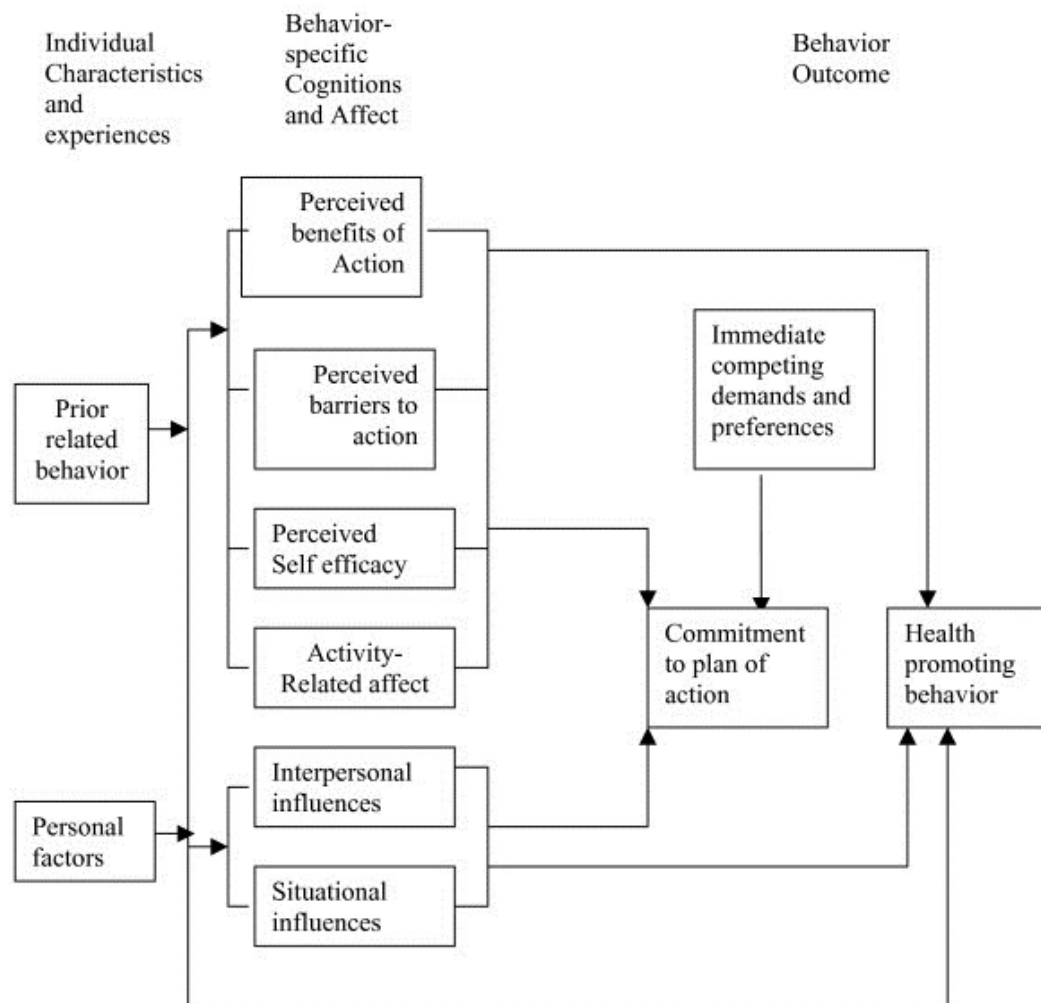 Individual
Characteristics
and
experiences
Behavior-
specific
Cognitions
and Affect
Behavior
Outcome
Perceived
benefits of
Action
Perceived
barriers to
action
Perceived
Self efficacy
Activity-
Related affect
Interpersonal
influences
Situational
influences
Prior
related
behavior
Personal
factors
Immediate
competing
demands and
preferences
Commitment
to plan of
action
Health
promoting
behavior